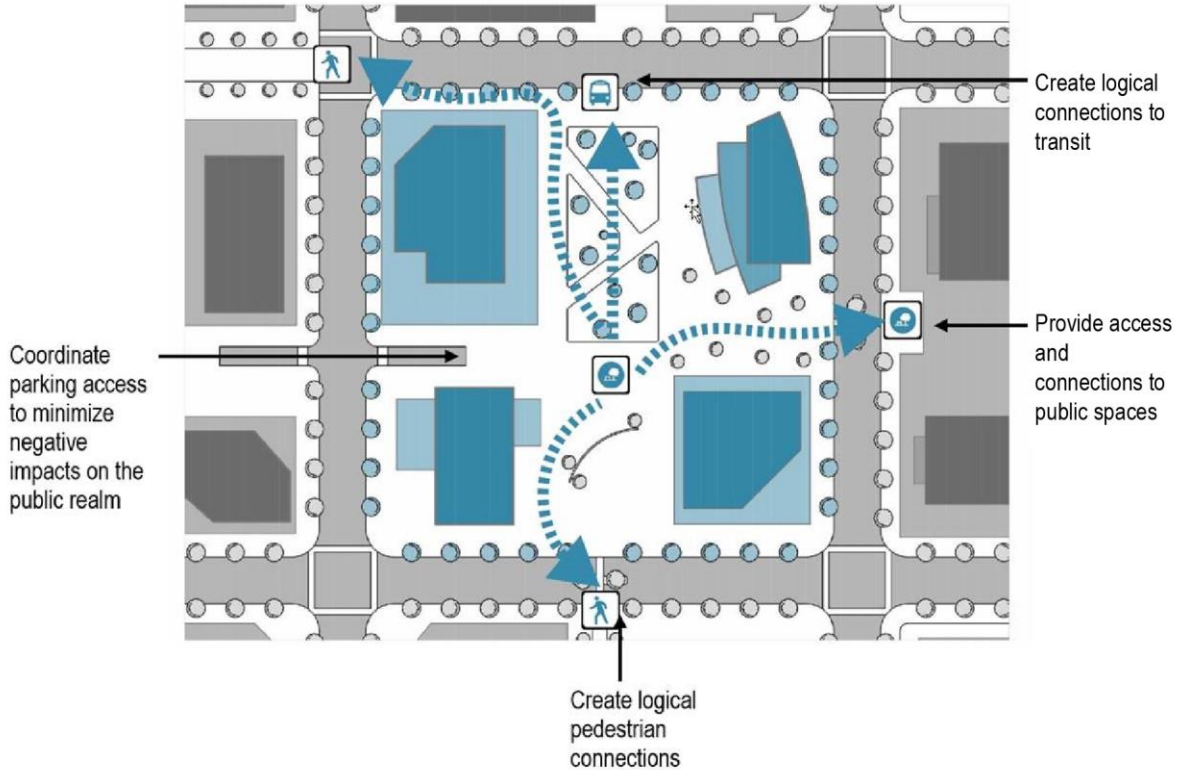 Create logical
connections to
transit
Provide access
and
connections to
public spaces
Coordinate
parking access
to minimize
negative
impacts on the
public realm
Create logical
pedestrian
connections